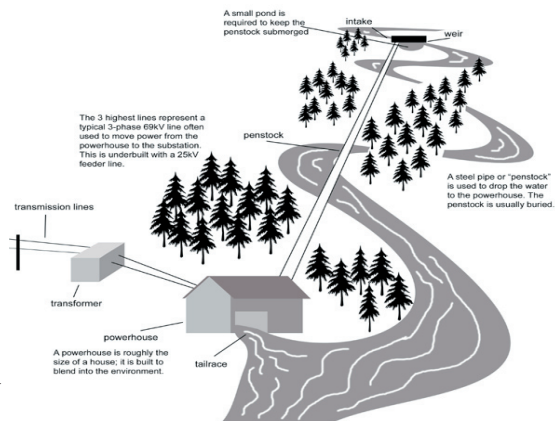 A small pond is
required to keep the
penstock submerged
intake
weir
The 3 highest lines represent a
typical 3-phase 69kV line often
used to move power from the
powerhouse to the substation.
This is underbuilt with a 25kV
feeder line.
penstock
A steel pipe or "penstock"
is used to drop the water
to the powerhouse. The
penstock is usually buried.
transmission lines
transformer
powerhouse
A powerhouse is roughly the
size of a house; it is built to
blend into the environment.
tailrace